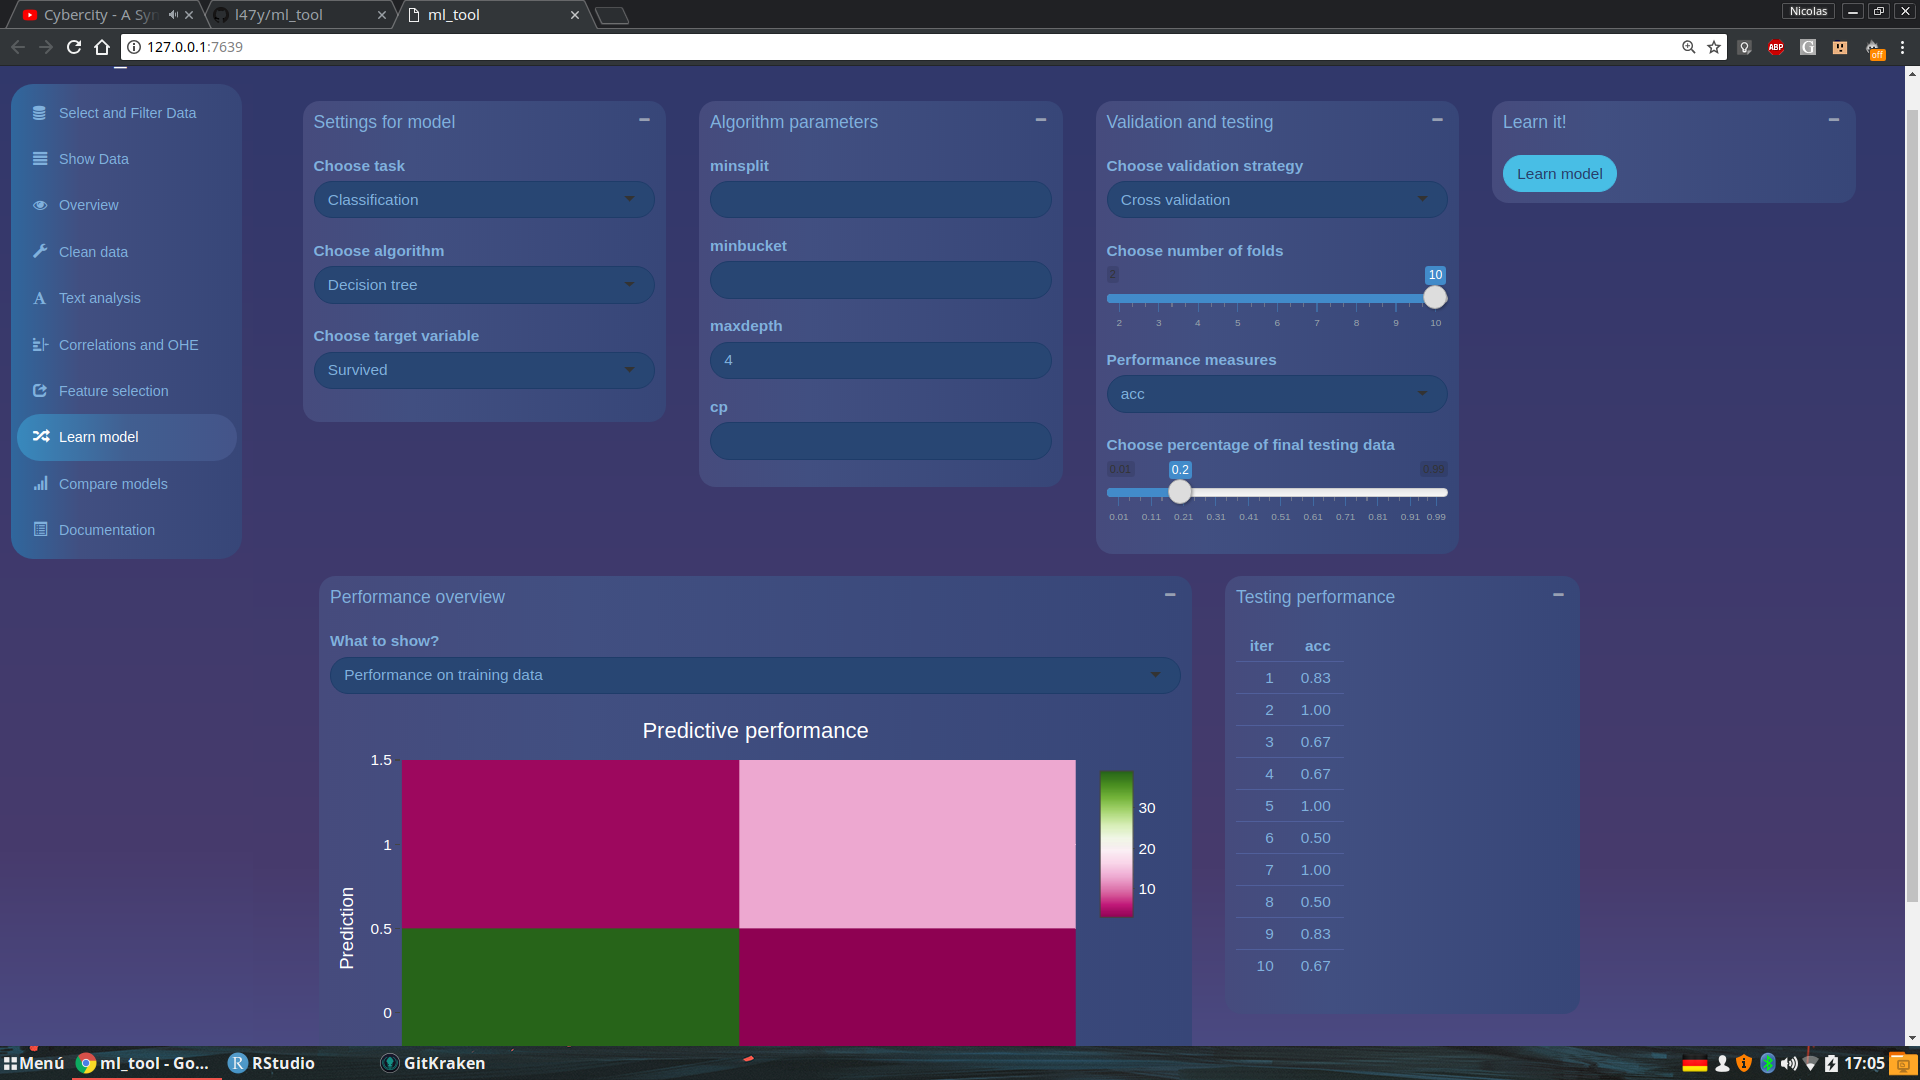 Cybercity - A Syn
l47y/ml_tool
ml_tool
Nicolas
127.0.0.1:7639
ABP
G
off
Select and Filter Data
Show Data
Overview
Clean data
Text analysis
Correlations and OHE
Feature selection
Learn model
Compare models
Documentation
Settings for model
Choose task
Classification
Choose algorithm
Decision tree
Choose target variable
Survived
Algorithm parameters
minsplit
minbucket
maxdepth
4
cp
Validation and testing
Choose validation strategy
Cross validation
Choose number of folds
2 10
2 3 4 5 6 7 8 9 10
Performance measures
acc
Choose percentage of final testing data
0.01 0.2 0.99
0.01 0.11 0.21 0.31 0.41 0.51 0.61 0.71 0.81 0.91 0.99
Learn it!
Learn model
Performance overview
What to show?
Performance on training data
Predictive performance
1.5
1
0.5
0
Prediction
30
20
10
Testing performance
iter acc
1 0.83
2 1.00
3 0.67
4 0.67
5 1.00
6 0.50
7 1.00
8 0.50
9 0.83
10 0.67
Menú
ml_tool - Go...
R RStudio
GitKraken
17:05